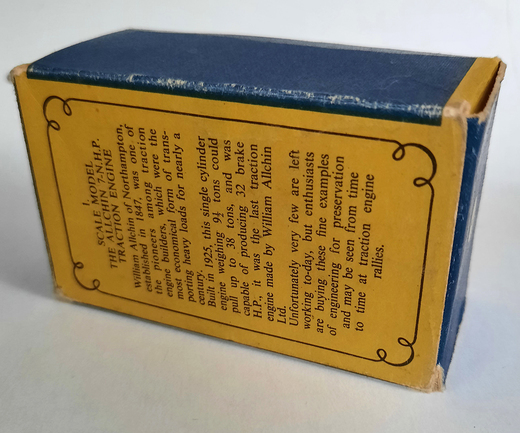 SCALE MODEL
THE ALLCHIN 7-N.H.P.
TRACTION ENGINE
William Allchin of Northampton,
established in 1847, was one of
the pioneers among traction
engine builders, which were the
most economical form of trans-
porting heavy loads for nearly a
century.
Built in 1925, this single cylinder
engine weighing 9½ tons could
pull up to 38 tons, and was
capable of producing 32 brake
H.P., it was the last traction
engine made by William Allchin
Ltd.
Unfortunately very few are left
working to-day, but enthusiasts
are buying these fine examples
of engineering for preservation
and may be seen from time
to time at traction engine
rallies.